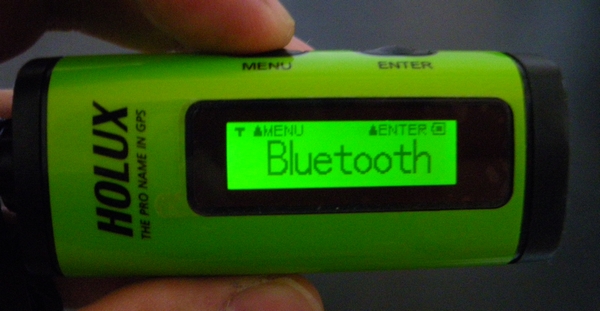 MENU ENTER
HOLUX
THE PRO NAME IN GPS
▲MENU ▲ENTER
Bluetooth